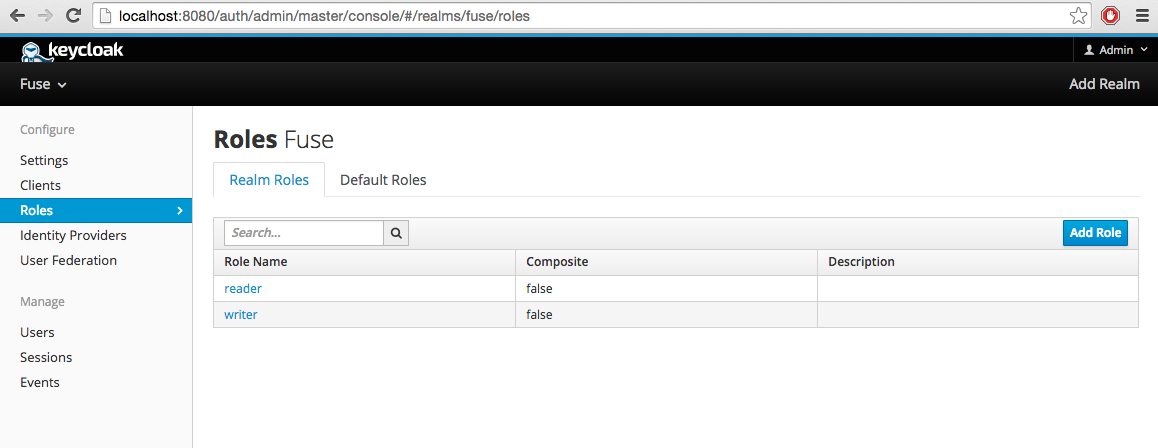 localhost:8080/auth/admin/master/console/#/realms/fuse/roles
keycloak
Admin
Fuse
Add Realm
Configure
Settings
Clients
Roles
Identity Providers
User Federation
Manage
Users
Sessions
Events
Roles Fuse
Realm Roles Default Roles
Search... Add Role
Role Name Composite Description
reader false
writer false